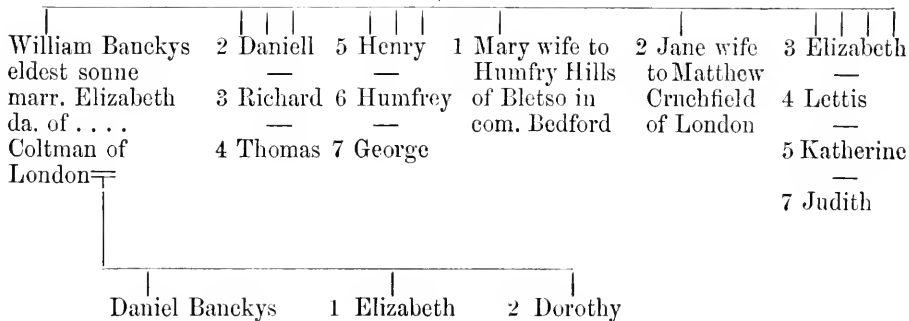 William Banckys
eldest sonne
marr. Elizabeth
da. of . . . .
Coltman of
London
2 Daniell
3 Richard
4 Thomas
5 Henry
6 Humfrey
7 George
1 Mary wife to
Humfry Hills
of Bletso in
com. Bedford
2 Jane wife
to Matthew
Cruchfield
of London
3 Elizabeth
4 Lettis
5 Katherine
7 Judith
Daniel Banckys
1 Elizabeth
2 Dorothy